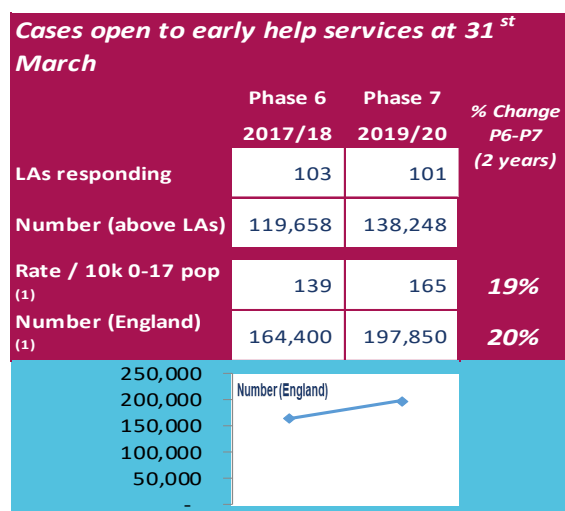 Cases open to early help services at 31 st
March
Phase 6 Phase 7 % Change
2017/18 2019/20 P6-P7
(2 years)
LAs responding 103 101
Number (above LAs) 119,658 138,248
Rate / 10k 0-17 pop
(1) 139 165 19%
Number (England)
(1) 164,400 197,850 20%
250,000
Number (England)
200,000
150,000
100,000
50,000
-